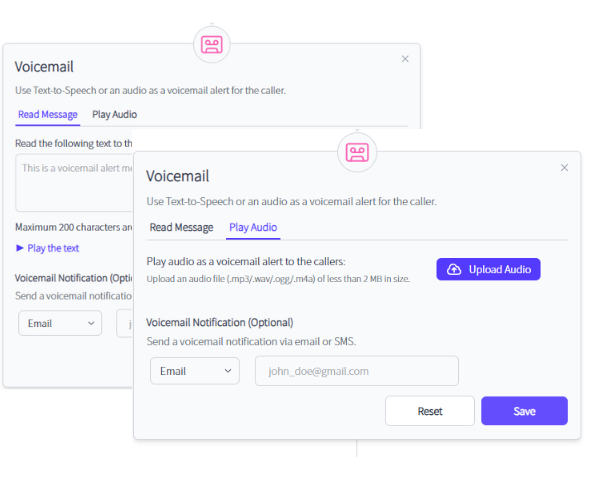 Voicemail
Use Text-to-Speech or an audio as a voicemail alert for the caller.
Read Message Play Audio
Read the following text to th
This is a voicemail alert me
Maximum 200 characters are
Play the text
Voicemail Notification (Opti
Send a voicemail notificatio
Email
Voicemail
Use Text-to-Speech or an audio as a voicemail alert for the caller.
Read Message Play Audio
Play audio as a voicemail alert to the callers:
Upload an audio file (.mp3/.wav/.ogg/.m4a) of less than 2 MB in size.
Upload Audio
Voicemail Notification (Optional)
Send a voicemail notification via email or SMS.
Email john_doe@gmail.com
Reset Save